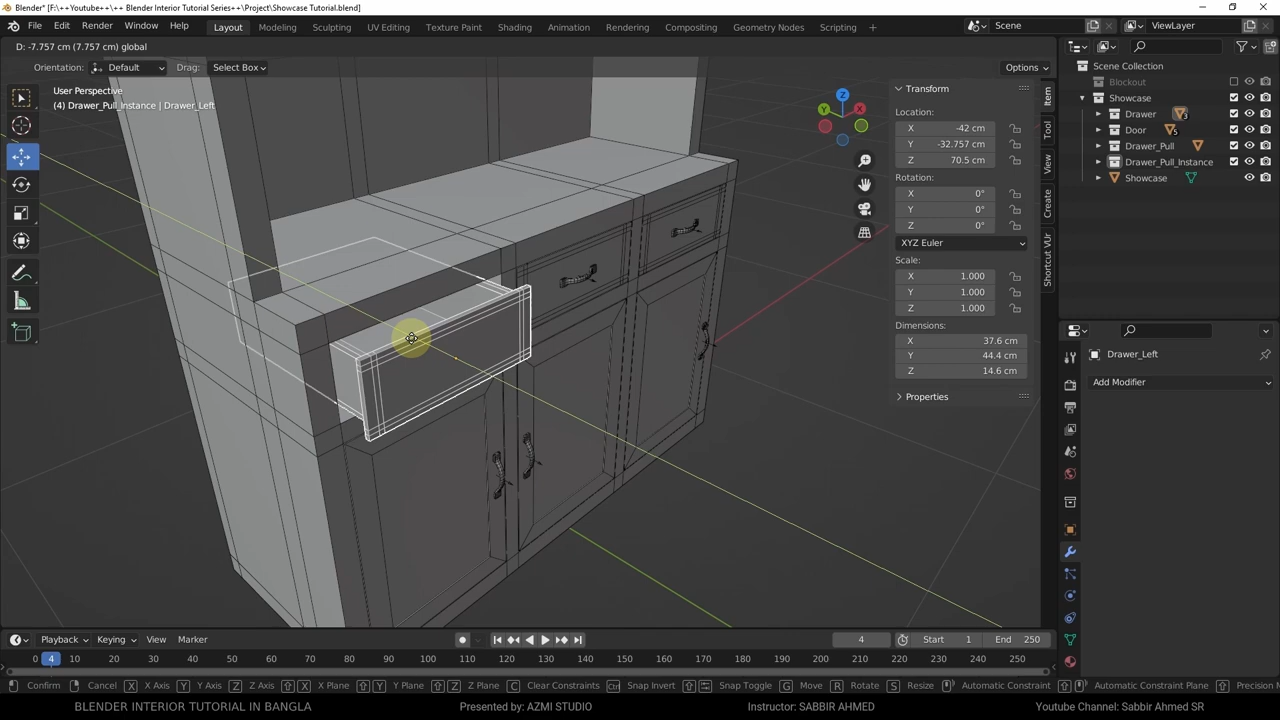 Blender* [F:\++Youtube++\++ Blender Interior Tutorial Series++\Project\Showcase Tutorial.blend]
File Edit Render Window Help Layout Modeling Sculpting UV Editing Texture Paint Shading Animation Rendering Compositing Geometry Nodes Scripting Scene ViewLayer
D: -7.757 cm (7.757 cm) global
Orientation: Default Drag: Select Box Options
User Perspective
(4) Drawer_Pull_Instance | Drawer_Left
Z
Y
X
Transform
Location:
X -42 cm
Y -32.757 cm
Z 70.5 cm
Rotation:
X 0°
Y 0°
Z 0°
XYZ Euler
Scale:
X 1.000
Y 1.000
Z 1.000
Dimensions:
X 37.6 cm
Y 44.4 cm
Z 14.6 cm
Properties
Item
Tool
View
Create
Shortcut VUr
Scene Collection
Blockout
Showcase
Drawer 3
Door 5
Drawer_Pull
Drawer_Pull_Instance
Showcase
Drawer_Left
Add Modifier
Playback Keying View Marker 4 Start 1 End 250
0 4 10 20 30 40 50 60 70 80 90 100 110 120 130 140 150 160 170 180 190 200 210 220 230 240 250
Confirm Cancel X X Axis Y Y Axis Z Z Axis X X Plane Y Y Plane Z Z Plane C Clear Constraints Ctrl Snap Invert Snap Toggle G Move R Rotate S Resize Automatic Constraint Automatic Constraint Plane Precision M
BLENDER INTERIOR TUTORIAL IN BANGLA Presented by: AZMI STUDIO Instructor: SABBIR AHMED Youtube Channel: Sabbir Ahmed SR